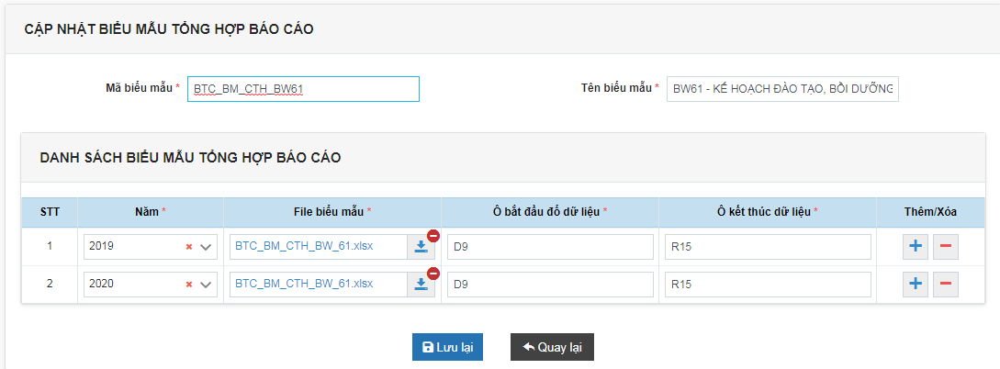 CẬP NHẬT BIỂU MẪU TỔNG HỢP BÁO CÁO
Mã biểu mẫu * BTC_BM_CTH_BW61 Tên biểu mẫu * BW61 - KẾ HOẠCH ĐÀO TẠO, BỒI DƯỠNG
DANH SÁCH BIỂU MẪU TỔNG HỢP BÁO CÁO
STT Năm * File biểu mẫu * Ô bắt đầu đổ dữ liệu * Ô kết thúc dữ liệu * Thêm/Xóa
1 2019 BTC_BM_CTH_BW_61.xlsx D9 R15
2 2020 BTC_BM_CTH_BW_61.xlsx D9 R15
Lưu lại Quay lại